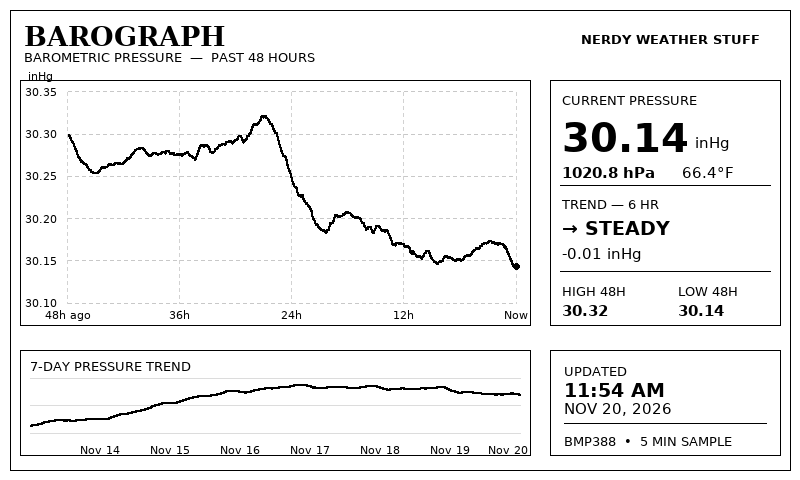 BAROGRAPH
BAROMETRIC PRESSURE — PAST 48 HOURS
NERDY WEATHER STUFF
inHg
30.35
30.30
30.25
30.20
30.15
30.10
48h ago 36h 24h 12h Now
CURRENT PRESSURE
30.14 inHg
1020.8 hPa 66.4°F
TREND — 6 HR
→ STEADY
-0.01 inHg
HIGH 48H LOW 48H
30.32 30.14
7-DAY PRESSURE TREND
Nov 14 Nov 15 Nov 16 Nov 17 Nov 18 Nov 19 Nov 20
UPDATED
11:54 AM
NOV 20, 2026
BMP388 • 5 MIN SAMPLE